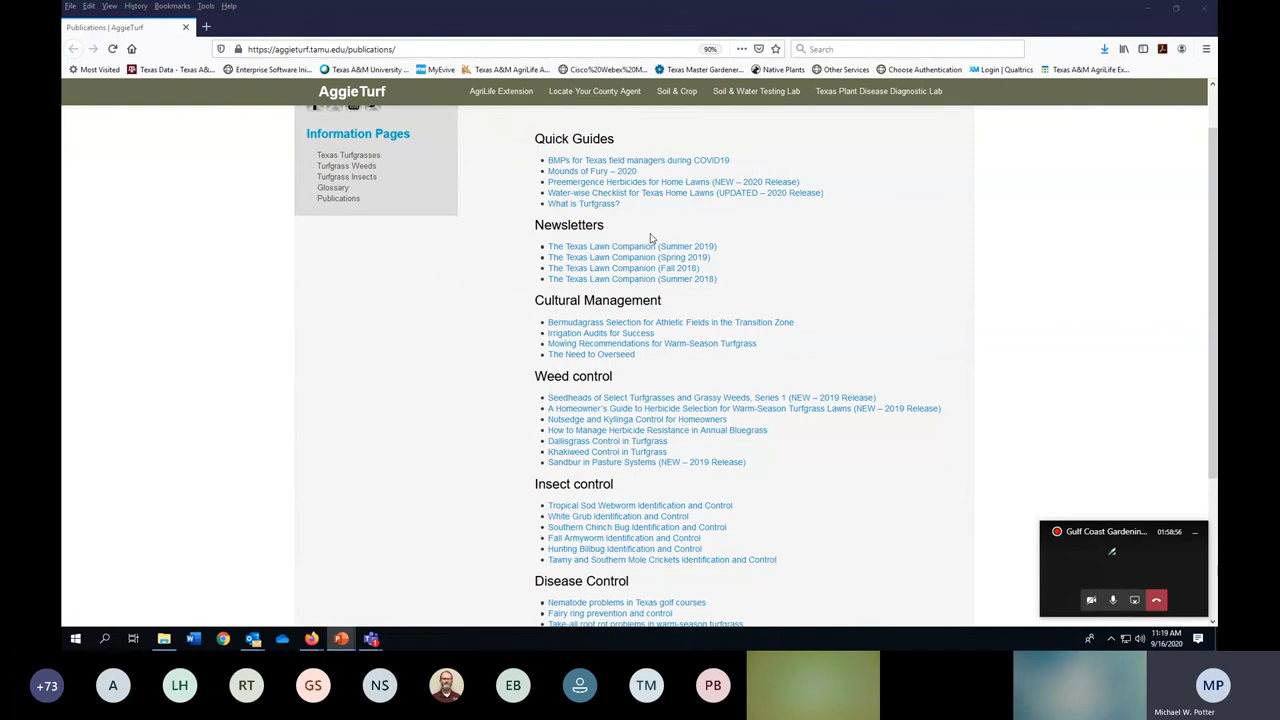 File Edit View History Bookmarks Tools Help
Publications | AggieTurf
https://aggieturf.tamu.edu/publications/
90%
Search
Most Visited
Texas Data - Texas A&...
Enterprise Software Ini...
Texas A&M University ...
MyEvive
Texas A&M AgriLife A...
Cisco%20Webex%20M...
Texas Master Gardener...
Native Plants
Other Services
Choose Authentication
Login | Qualtrics
Texas A&M AgriLife Ex...
AggieTurf
AgriLife Extension
Locate Your County Agent
Soil & Crop
Soil & Water Testing Lab
Texas Plant Disease Diagnostic Lab
Information Pages
Texas Turfgrasses
Turfgrass Weeds
Turfgrass Insects
Glossary
Publications
Quick Guides
BMPs for Texas field managers during COVID19
Mounds of Fury – 2020
Preemergence Herbicides for Home Lawns (NEW – 2020 Release)
Water-wise Checklist for Texas Home Lawns (UPDATED – 2020 Release)
What is Turfgrass?
Newsletters
The Texas Lawn Companion (Summer 2019)
The Texas Lawn Companion (Spring 2019)
The Texas Lawn Companion (Fall 2018)
The Texas Lawn Companion (Summer 2018)
Cultural Management
Bermudagrass Selection for Athletic Fields in the Transition Zone
Irrigation Audits for Success
Mowing Recommendations for Warm-Season Turfgrass
The Need to Overseed
Weed control
Seedheads of Select Turfgrasses and Grassy Weeds, Series 1 (NEW – 2019 Release)
A Homeowner's Guide to Herbicide Selection for Warm-Season Turfgrass Lawns (NEW – 2019 Release)
Nutsedge and Kyllinga Control for Homeowners
How to Manage Herbicide Resistance in Annual Bluegrass
Dallisgrass Control in Turfgrass
Khakiweed Control in Turfgrass
Sandbur in Pasture Systems (NEW – 2019 Release)
Insect control
Tropical Sod Webworm Identification and Control
White Grub Identification and Control
Southern Chinch Bug Identification and Control
Fall Armyworm Identification and Control
Hunting Billbug Identification and Control
Tawny and Southern Mole Crickets Identification and Control
Disease Control
Nematode problems in Texas golf courses
Fairy ring prevention and control
Take-all root rot problems in warm-season turfgrass
Gulf Coast Gardenin...
01:58:56
11:19 AM
9/16/2020
+73
A
LH
RT
GS
NS
EB
TM
PB
MP
Michael W. Potter